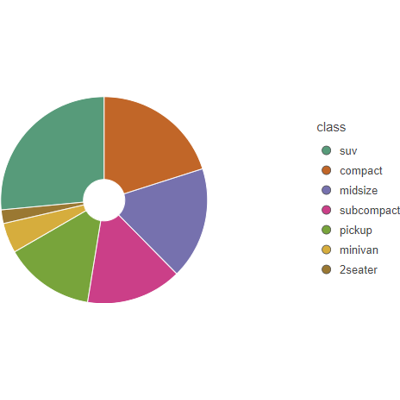 class
suv
compact
midsize
subcompact
pickup
minivan
2seater